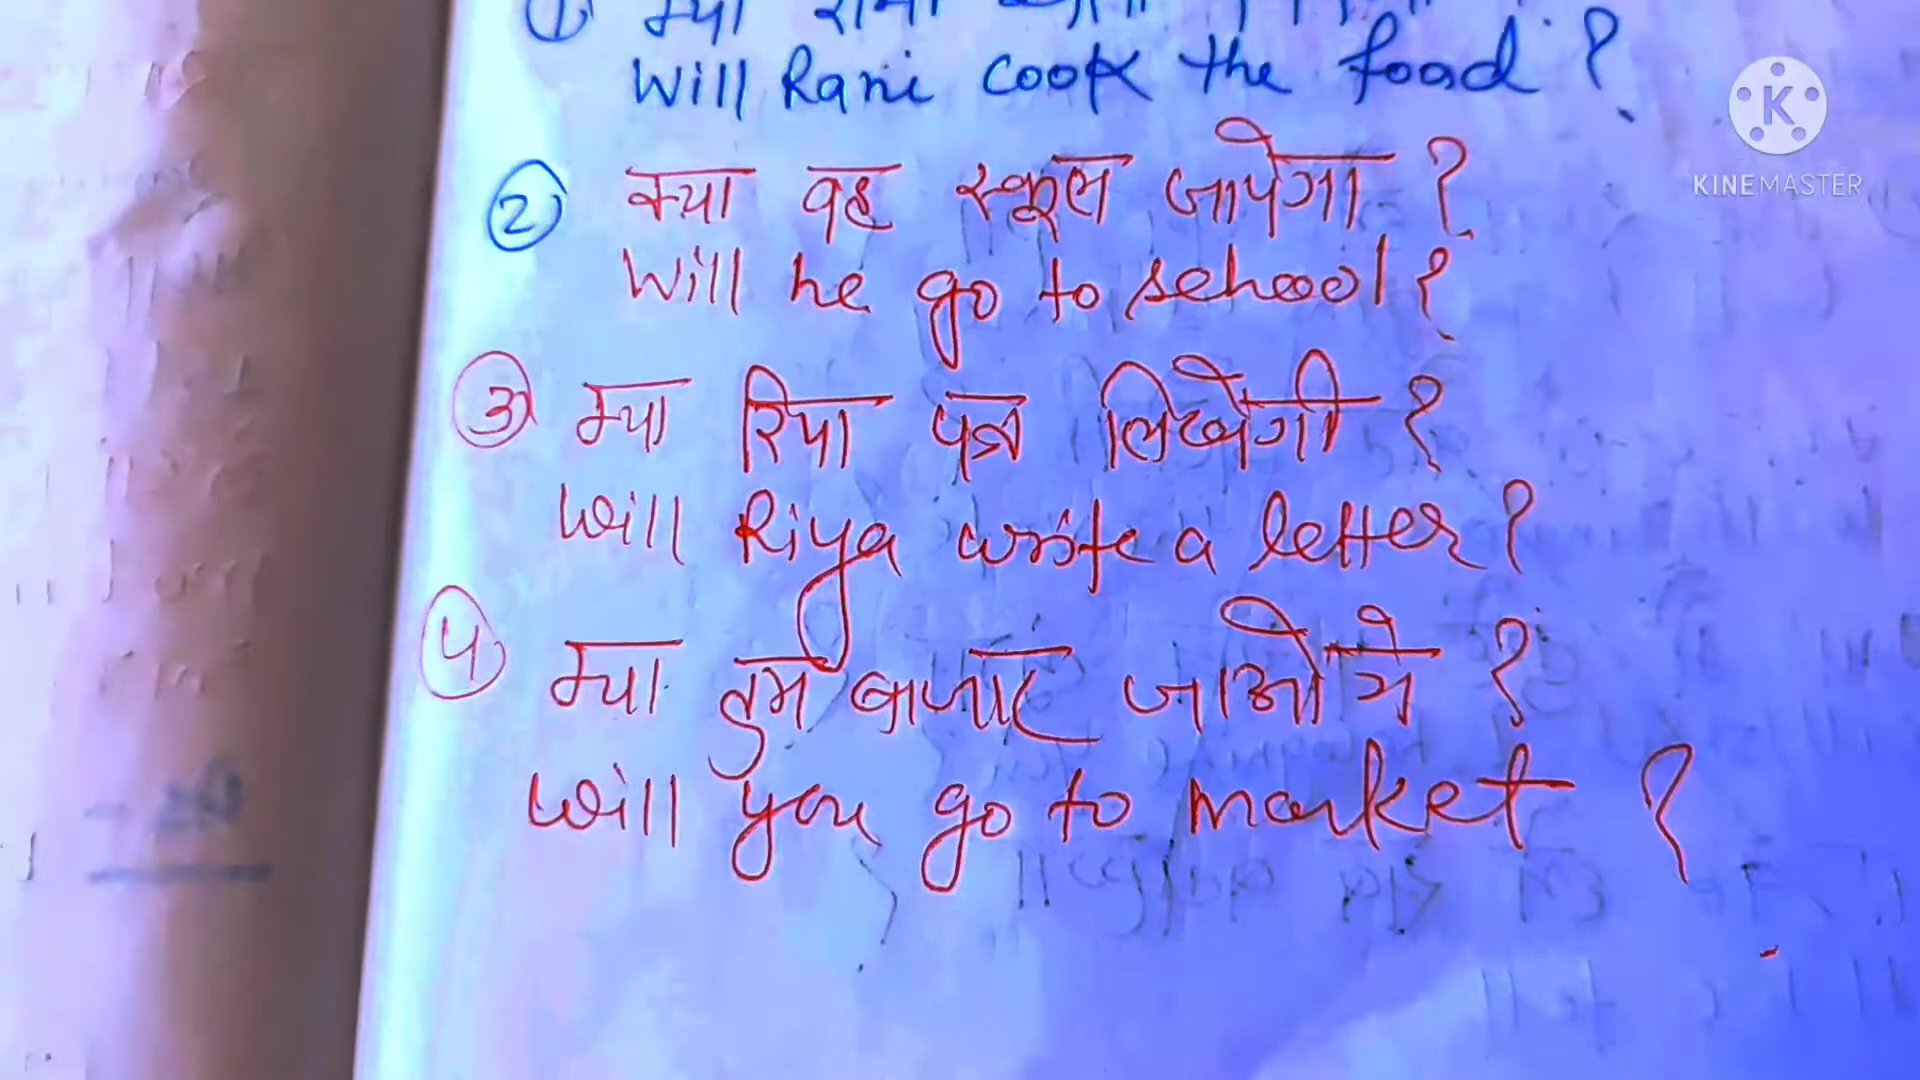 ① क्या
Will Rani cook the food ?
② क्या वह स्कूल जायेगा ?
Will he go to school ?
③ क्या रिया पत्र लिखेगी ?
Will Riya write a letter ?
④ क्या तुम बाजार जाओगे ?
Will you go to market ?
K
KINEMASTER